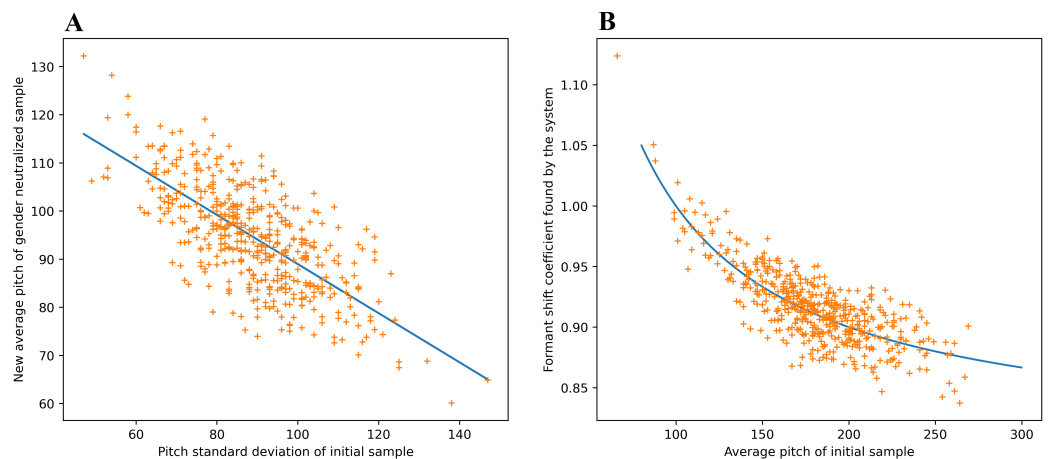 A
New average pitch of gender neutralized sample
130
120
110
100
90
80
70
60
60 80 100 120 140
Pitch standard deviation of initial sample
B
Formant shift coefficient found by the system
1.10
1.05
1.00
0.95
0.90
0.85
100 150 200 250 300
Average pitch of initial sample